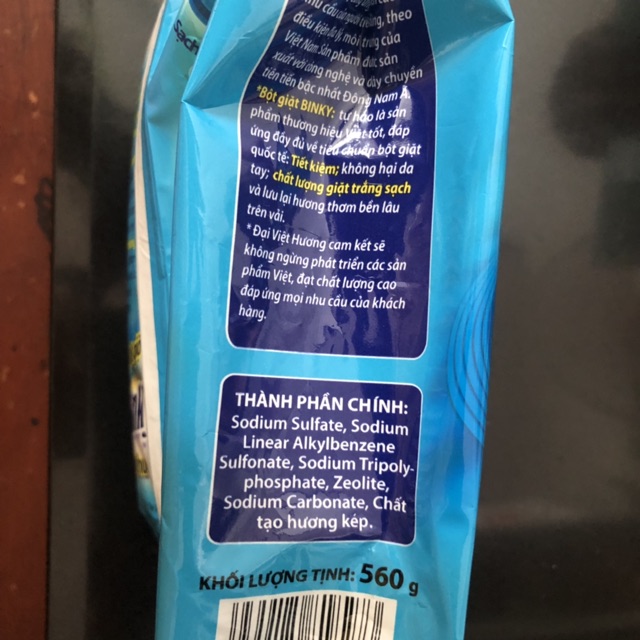 Sạch
nhu cầu của người tiêu dùng, theo
điều kiện địa lý, môi trường của
Việt Nam. Sản phẩm được sản
xuất với công nghệ và dây chuyền
tiên tiến bậc nhất Đông Nam Á.
*Bột giặt BINKY: tự hào là sản
phẩm thương hiệu Việt tốt, đáp
ứng đầy đủ về tiêu chuẩn bột giặt
quốc tế: Tiết kiệm; không hại da
tay; chất lượng giặt trắng sạch
và lưu lại hương thơm bền lâu
trên vải.
* Đại Việt Hương cam kết sẽ
không ngừng phát triển các sản
phẩm Việt, đạt chất lượng cao
đáp ứng mọi nhu cầu của khách
hàng.
THÀNH PHẦN CHÍNH:
Sodium Sulfate, Sodium
Linear Alkylbenzene
Sulfonate, Sodium Tripoly-
phosphate, Zeolite,
Sodium Carbonate, Chất
tạo hương kép.
KHỐI LƯỢNG TỊNH: 560 g